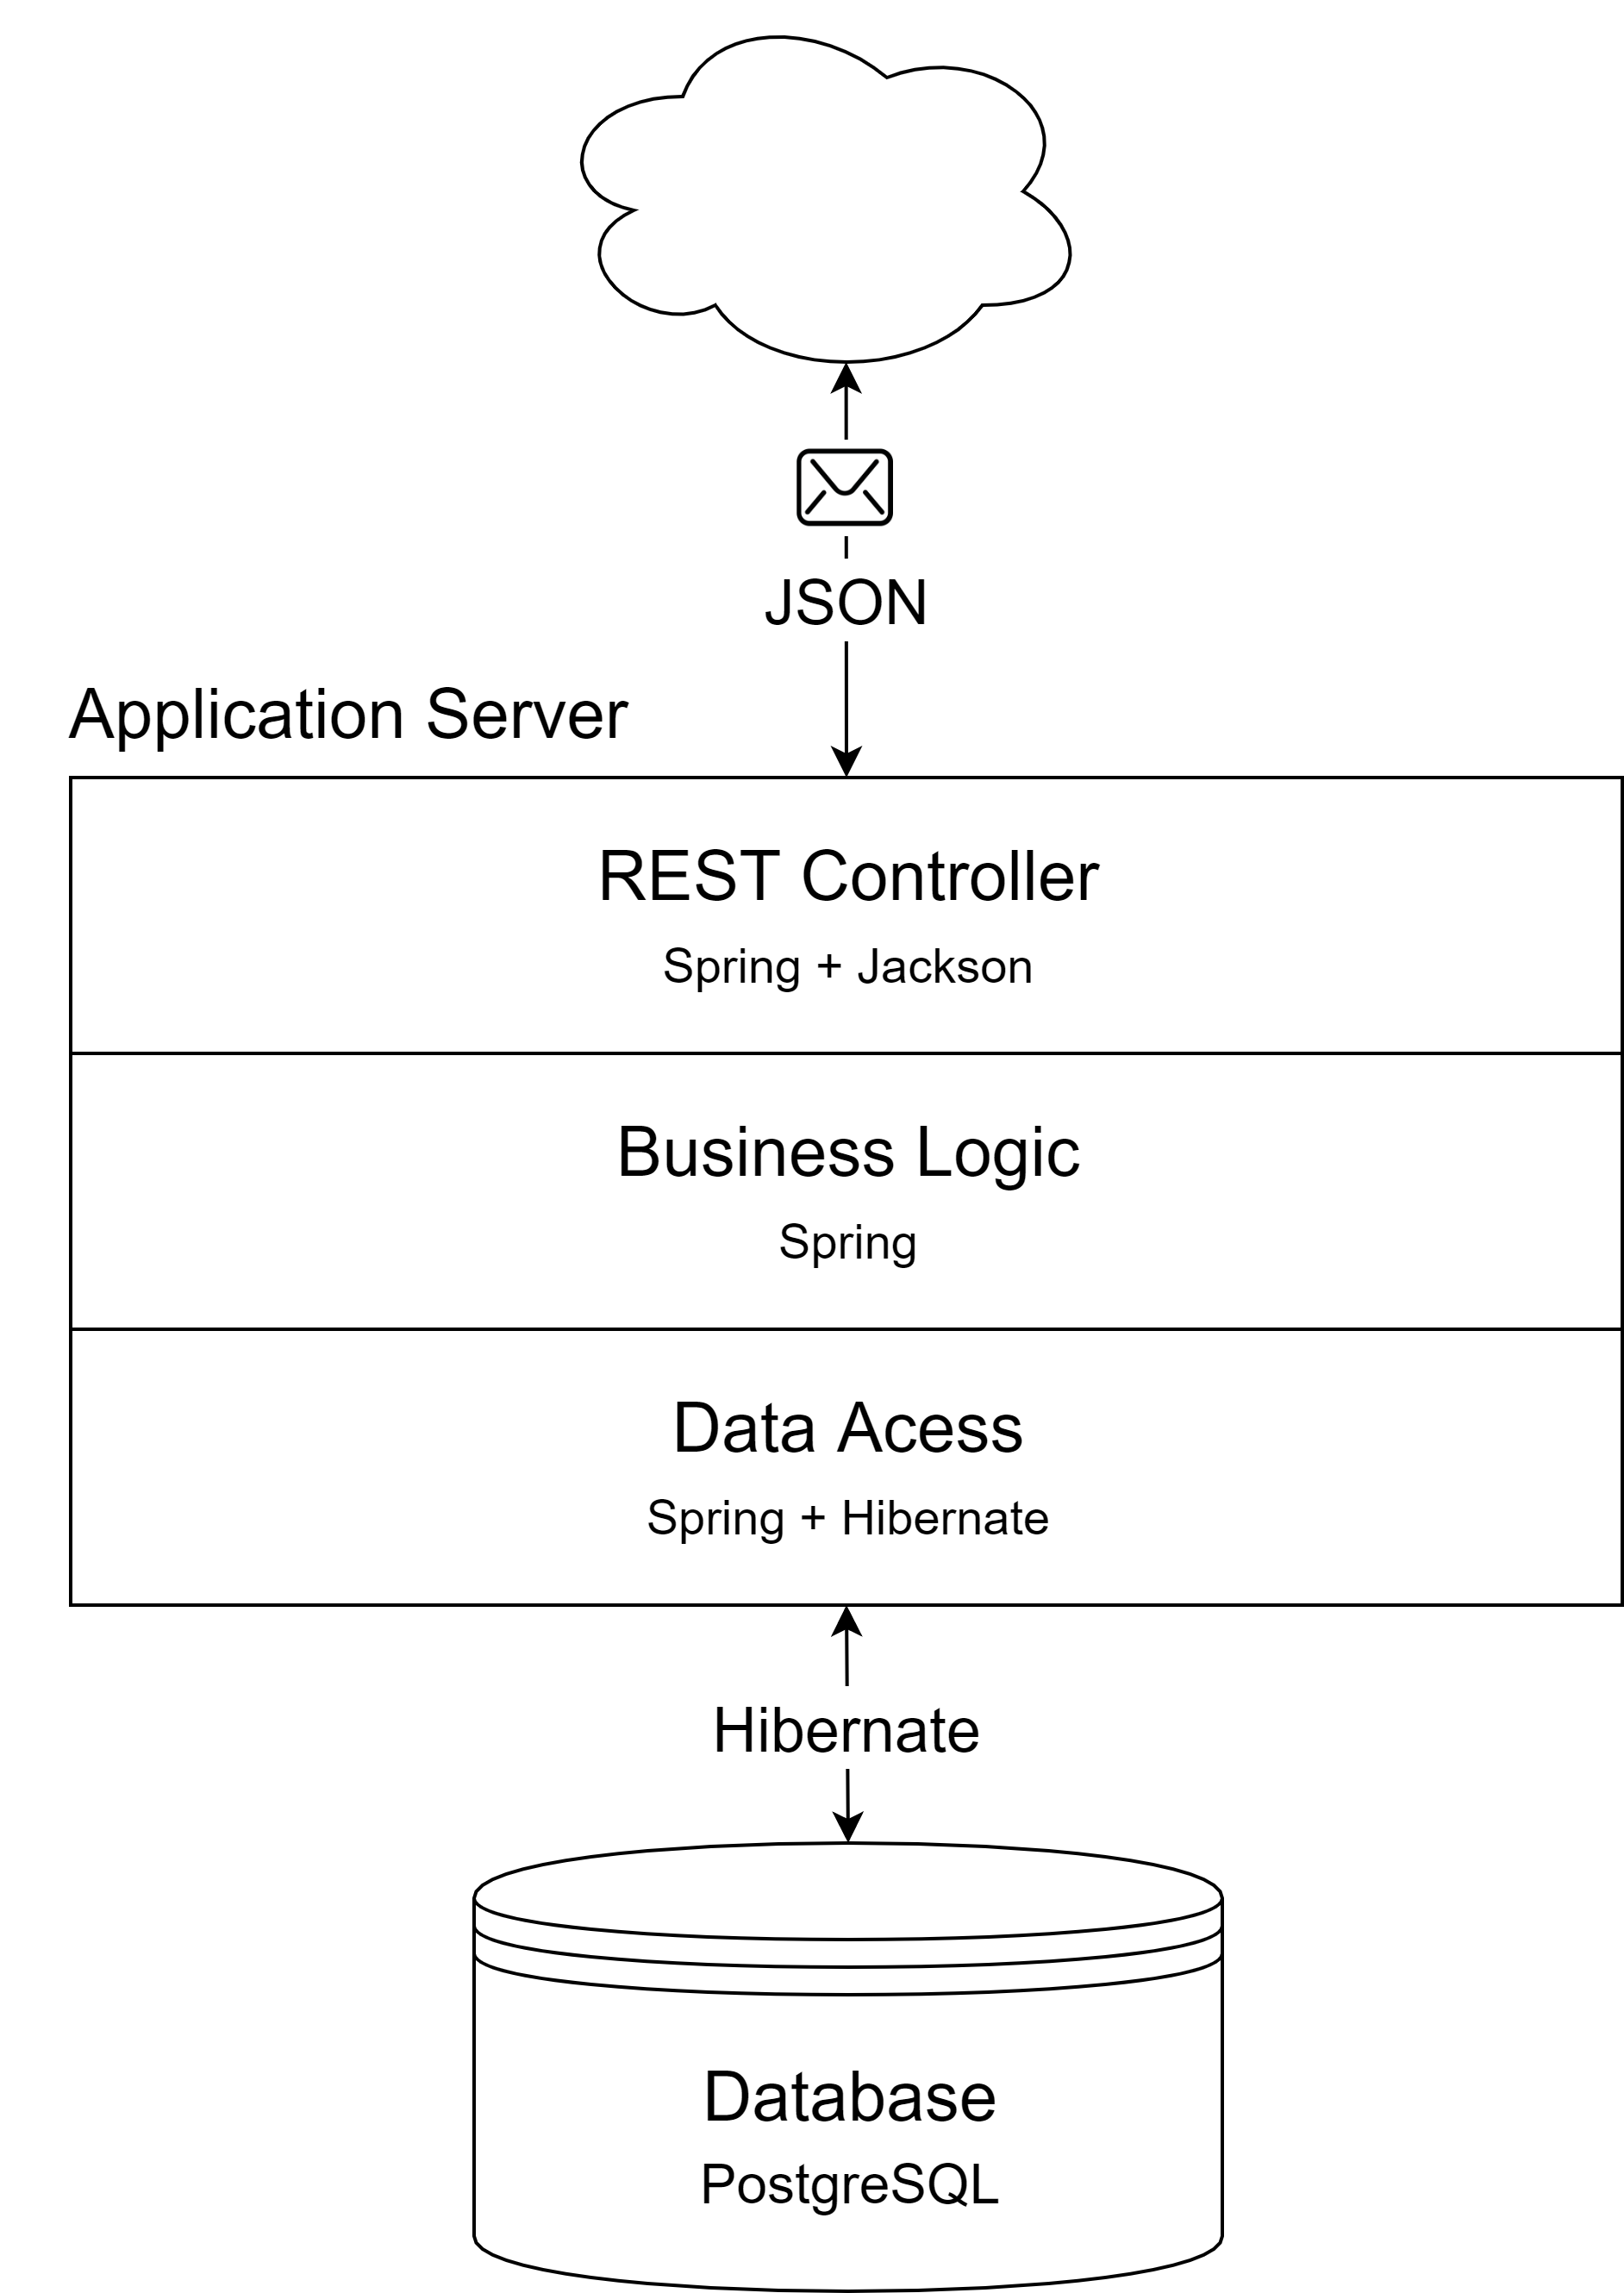 JSON
Application Server
REST Controller
Spring + Jackson
Business Logic
Spring
Data Acess
Spring + Hibernate
Hibernate
Database
PostgreSQL